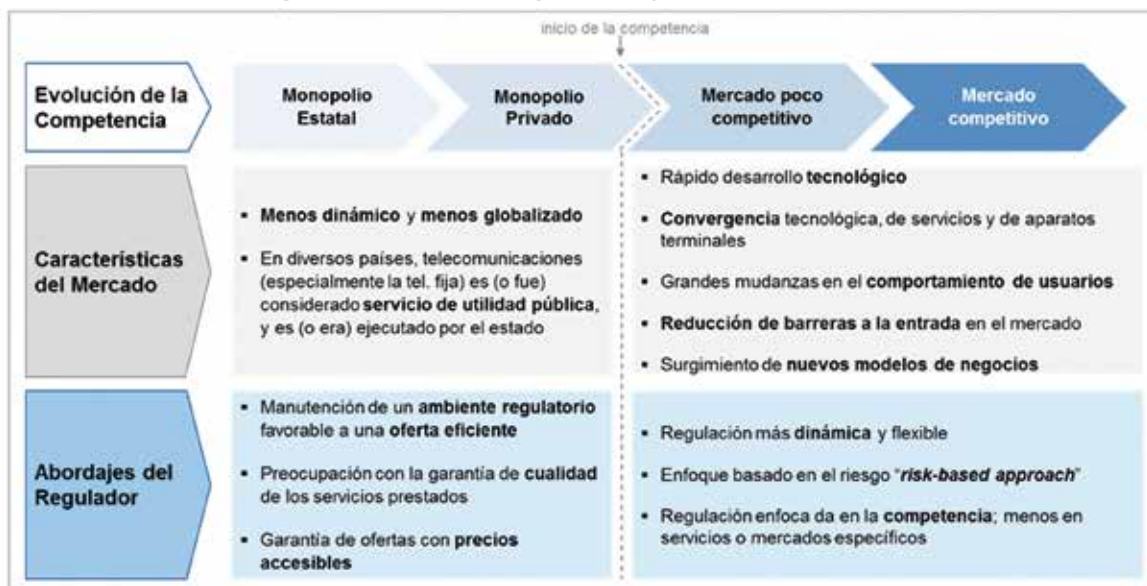 inicio de la competencia
Evolución de la
Competencia
Monopolio
Estatal
Monopolio
Privado
Mercado poco
competitivo
Mercado
competitivo
Características
del Mercado
▪ Menos dinámico y menos globalizado
▪ En diversos países, telecomunicaciones
(especialmente la tel. fija) es (o fue)
considerado servicio de utilidad pública,
y es (o era) ejecutado por el estado
▪ Rápido desarrollo tecnológico
▪ Convergencia tecnológica, de servicios y de aparatos
terminales
▪ Grandes mudanzas en el comportamiento de usuarios
▪ Reducción de barreras a la entrada en el mercado
▪ Surgimiento de nuevos modelos de negocios
Abordajes del
Regulador
▪ Manutención de un ambiente regulatorio
favorable a una oferta eficiente
▪ Preocupación con la garantía de cualidad
de los servicios prestados
▪ Garantía de ofertas con precios
accesibles
▪ Regulación más dinámica y flexible
▪ Enfoque basado en el riesgo "risk-based approach"
▪ Regulación enfoca da en la competencia; menos en
servicios o mercados específicos